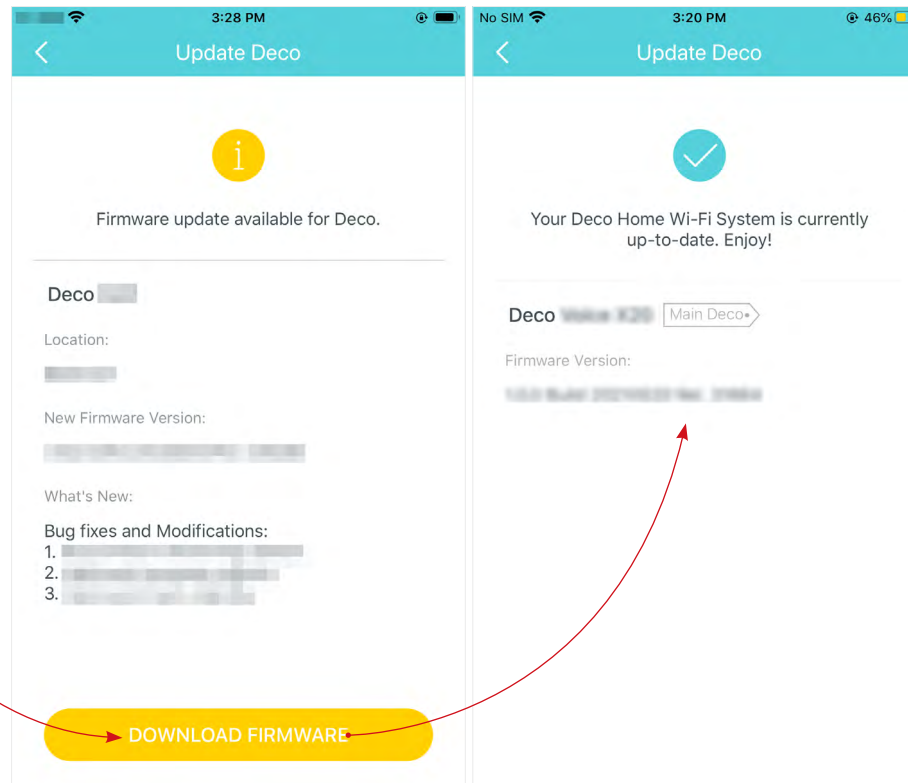 3:28 PM
Update Deco
Firmware update available for Deco.
Deco
Location:
New Firmware Version:
What's New:
Bug fixes and Modifications:
1.
2.
3.
DOWNLOAD FIRMWARE
No SIM
3:20 PM
46%
Update Deco
Your Deco Home Wi-Fi System is currently
up-to-date. Enjoy!
Deco Main Deco
Firmware Version: